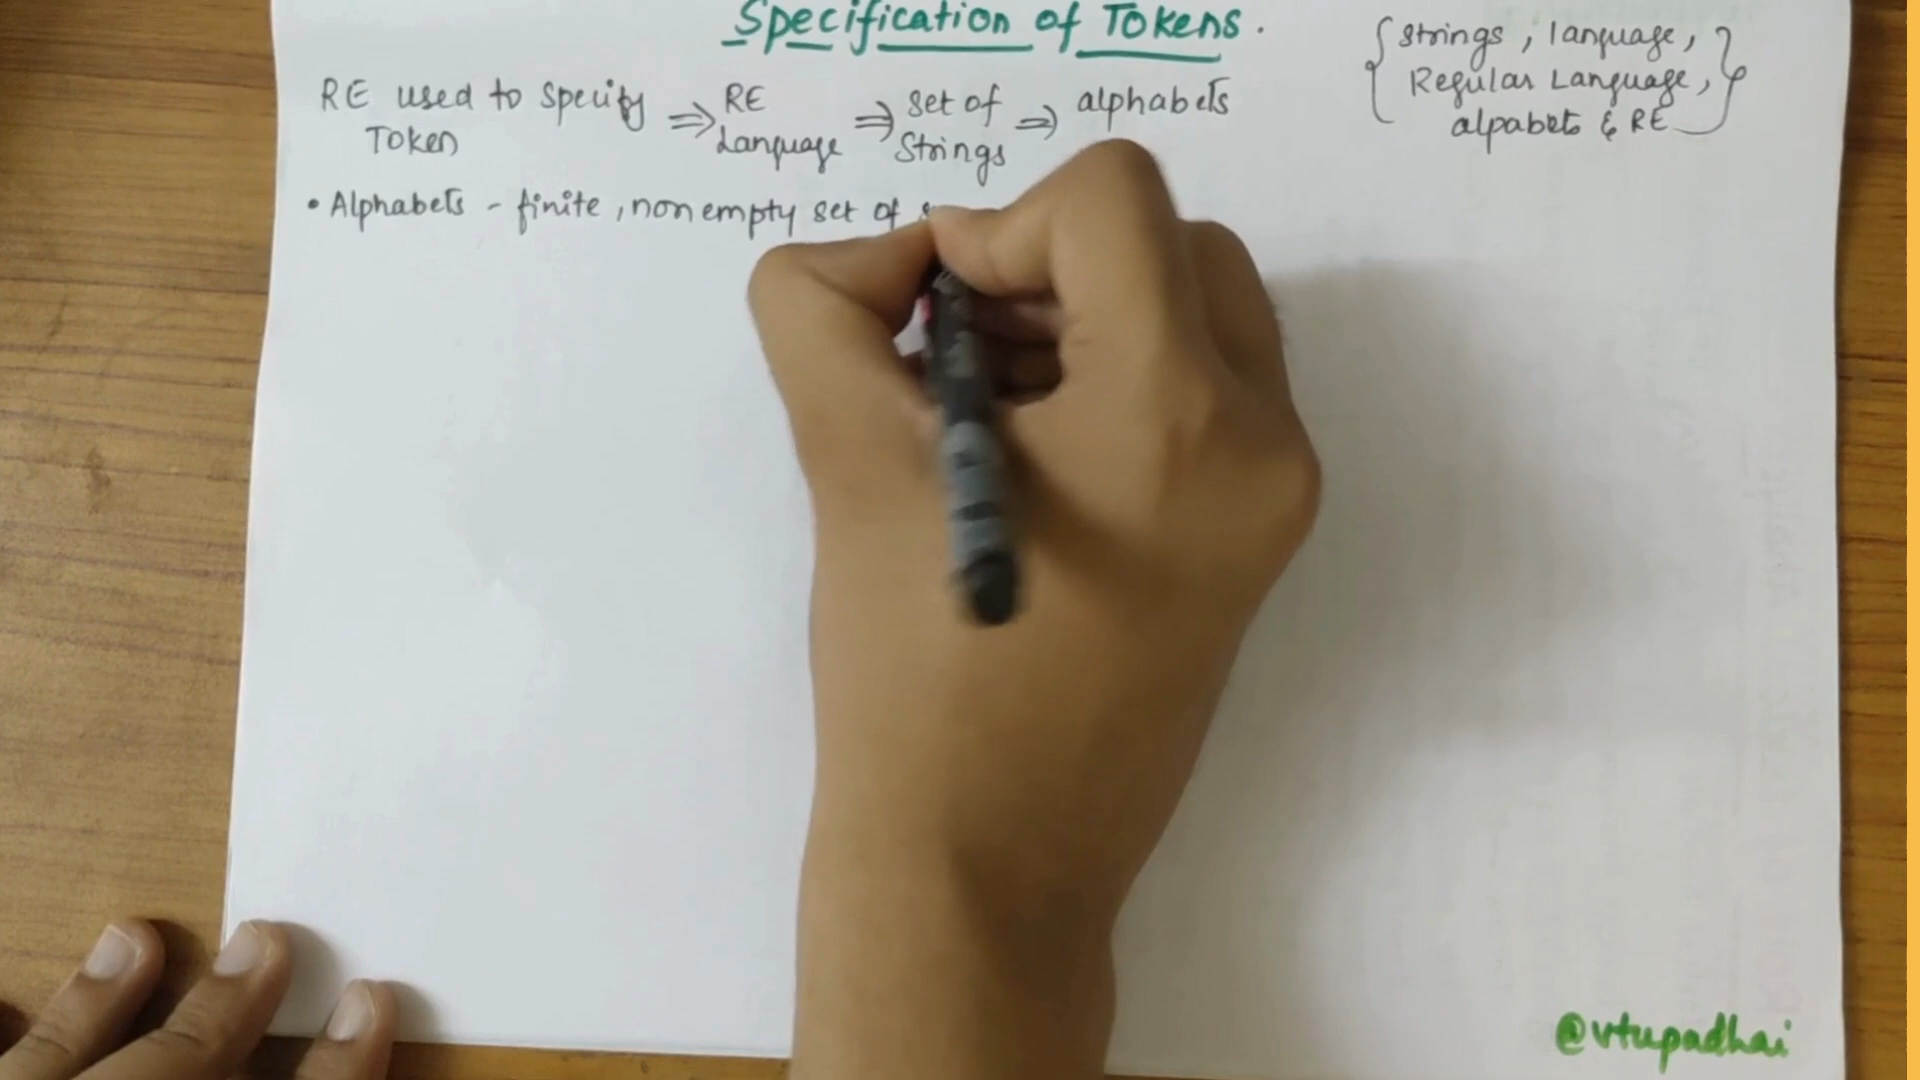 Specification of Tokens.
{ strings, language,
Regular Language,
alpabets & RE }
RE used to specify ⇒ RE ⇒ set of ⇒ alphabets
Token Language Strings
• Alphabets - finite, non empty set of s
@vtupadhai